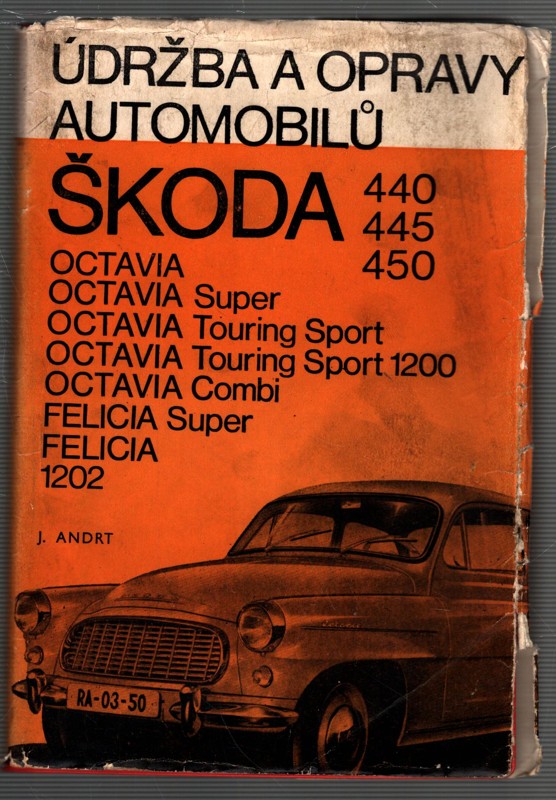 ÚDRŽBA A OPRAVY
AUTOMOBILŮ
ŠKODA 440
445
450
OCTAVIA
OCTAVIA Super
OCTAVIA Touring Sport
OCTAVIA Touring Sport 1200
OCTAVIA Combi
FELICIA Super
FELICIA
1202
J. ANDRT
RA-03-50